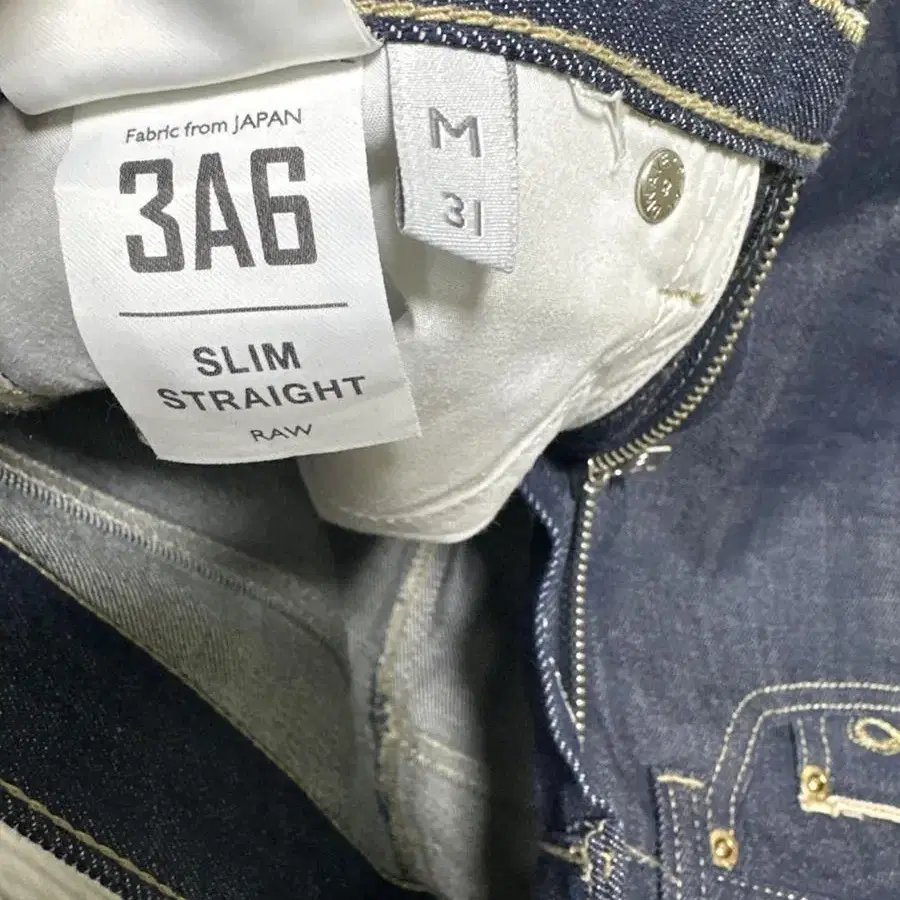 Fabric from JAPAN
3A6
SLIM
STRAIGHT
RAW
M
31